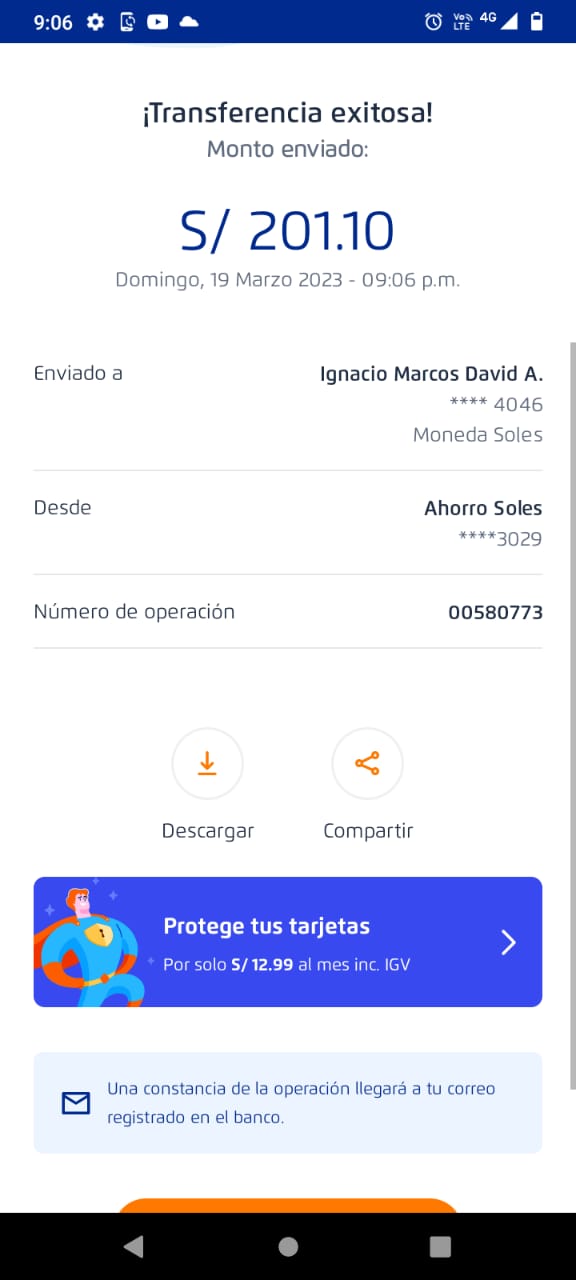 9:06
Vo LTE 4G
¡Transferencia exitosa!
Monto enviado:
S/ 201.10
Domingo, 19 Marzo 2023 - 09:06 p.m.
Enviado a
Ignacio Marcos David A.
**** 4046
Moneda Soles
Desde
Ahorro Soles
****3029
Número de operación
00580773
Descargar
Compartir
Protege tus tarjetas
Por solo S/ 12.99 al mes inc. IGV
Una constancia de la operación llegará a tu correo
registrado en el banco.